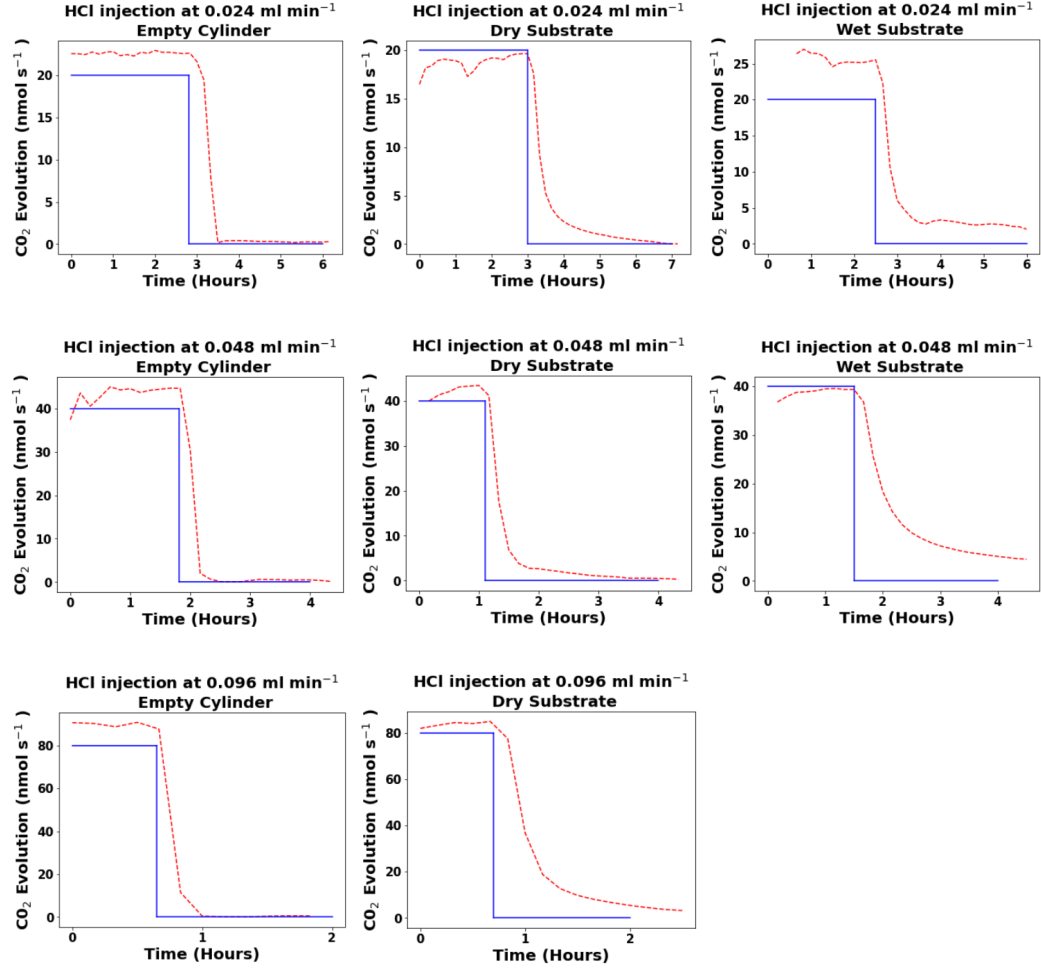 HCl injection at 0.024 ml min⁻¹
Empty Cylinder
CO₂ Evolution (nmol s⁻¹ )
20
15
10
5
0
0 1 2 3 4 5 6
Time (Hours)
HCl injection at 0.024 ml min⁻¹
Dry Substrate
CO₂ Evolution (nmol s⁻¹ )
20
15
10
5
0
0 1 2 3 4 5 6 7
Time (Hours)
HCl injection at 0.024 ml min⁻¹
Wet Substrate
CO₂ Evolution (nmol s⁻¹ )
25
20
15
10
5
0
0 1 2 3 4 5 6
Time (Hours)
HCl injection at 0.048 ml min⁻¹
Empty Cylinder
CO₂ Evolution (nmol s⁻¹ )
40
30
20
10
0
0 1 2 3 4
Time (Hours)
HCl injection at 0.048 ml min⁻¹
Dry Substrate
CO₂ Evolution (nmol s⁻¹ )
40
30
20
10
0
0 1 2 3 4
Time (Hours)
HCl injection at 0.048 ml min⁻¹
Wet Substrate
CO₂ Evolution (nmol s⁻¹ )
40
30
20
10
0
0 1 2 3 4
Time (Hours)
HCl injection at 0.096 ml min⁻¹
Empty Cylinder
CO₂ Evolution (nmol s⁻¹ )
80
60
40
20
0
0 1 2
Time (Hours)
HCl injection at 0.096 ml min⁻¹
Dry Substrate
CO₂ Evolution (nmol s⁻¹ )
80
60
40
20
0
0 1 2
Time (Hours)